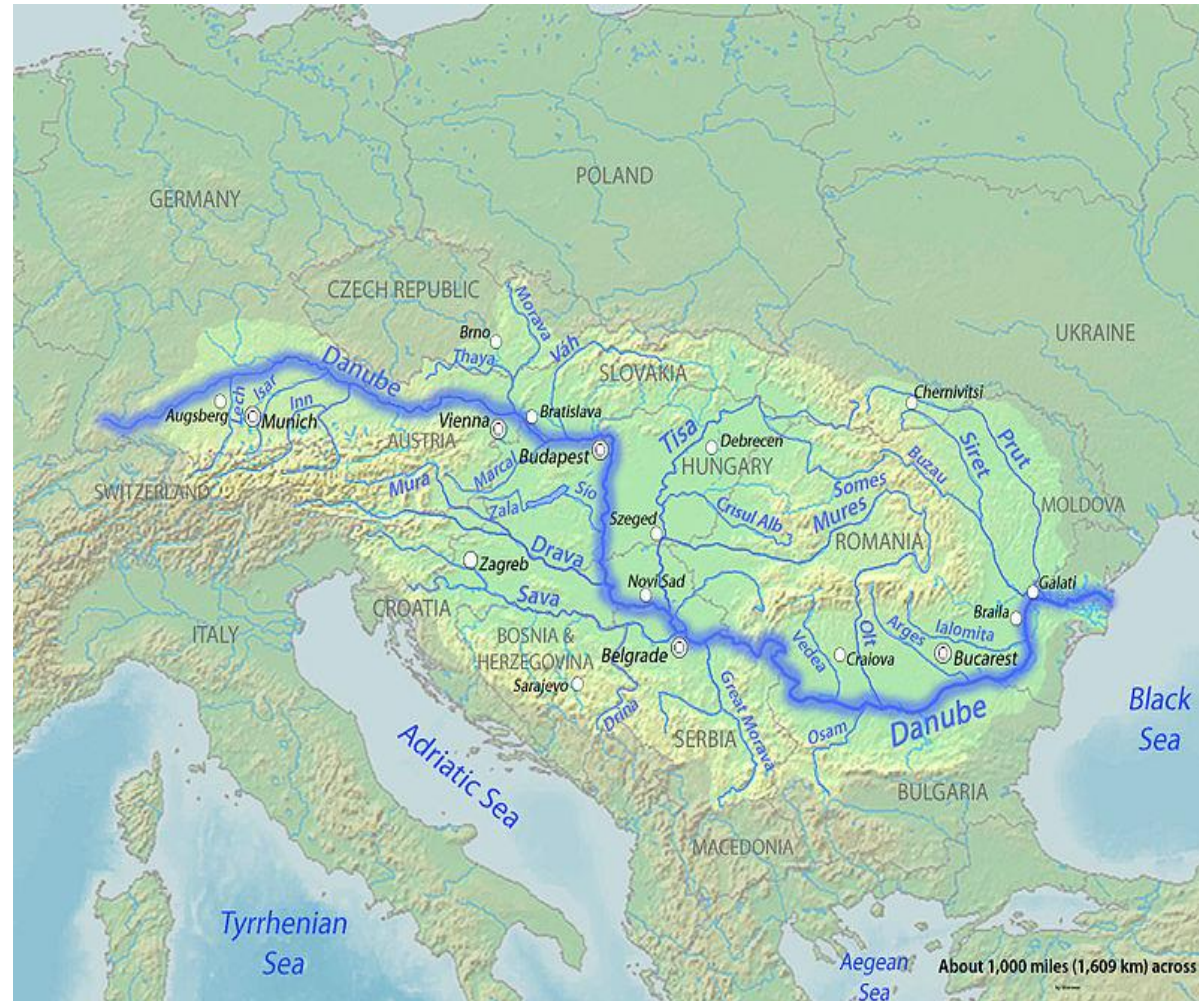 POLAND
GERMANY
CZECH REPUBLIC
Morava
UKRAINE
Brno
Thaya
Váh
SLOVAKIA
Danube
Chernivitsi
Augsberg
Lech
Isar
Inn
Munich
Vienna
Bratislava
AUSTRIA
Budapest
Tisa
Debrecen
HUNGARY
Siret
Prut
Buzau
SWITZERLAND
Mura
Marcal
Zala
Sio
Somes
Mures
Crisul Alb
MOLDOVA
Szeged
ROMANIA
Drava
Zagreb
Novi Sad
Galati
Sava
CROATIA
Braila
ITALY
BOSNIA &
HERZEGOVINA
Belgrade
Vedea
Olt
Arges
Ialomita
Craiova
Bucarest
Sarajevo
Drina
Great Morava
SERBIA
Osam
Danube
Black
Sea
Adriatic Sea
BULGARIA
MACEDONIA
Tyrrhenian
Sea
Aegean
Sea
About 1,000 miles (1,609 km) across